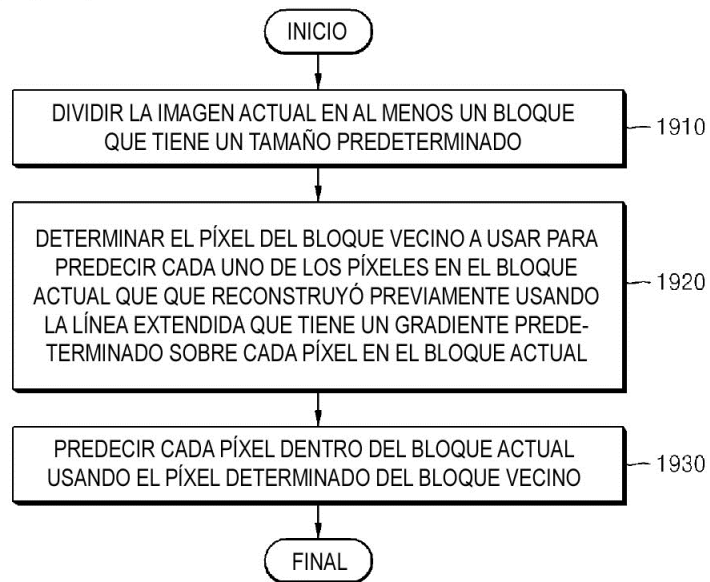 INICIO
DIVIDIR LA IMAGEN ACTUAL EN AL MENOS UN BLOQUE
QUE TIENE UN TAMAÑO PREDETERMINADO
1910
DETERMINAR EL PÍXEL DEL BLOQUE VECINO A USAR PARA
PREDECIR CADA UNO DE LOS PÍXELES EN EL BLOQUE
ACTUAL QUE QUE RECONSTRUYÓ PREVIAMENTE USANDO
LA LÍNEA EXTENDIDA QUE TIENE UN GRADIENTE PREDE-
TERMINADO SOBRE CADA PÍXEL EN EL BLOQUE ACTUAL
1920
PREDECIR CADA PÍXEL DENTRO DEL BLOQUE ACTUAL
USANDO EL PÍXEL DETERMINADO DEL BLOQUE VECINO
1930
FINAL